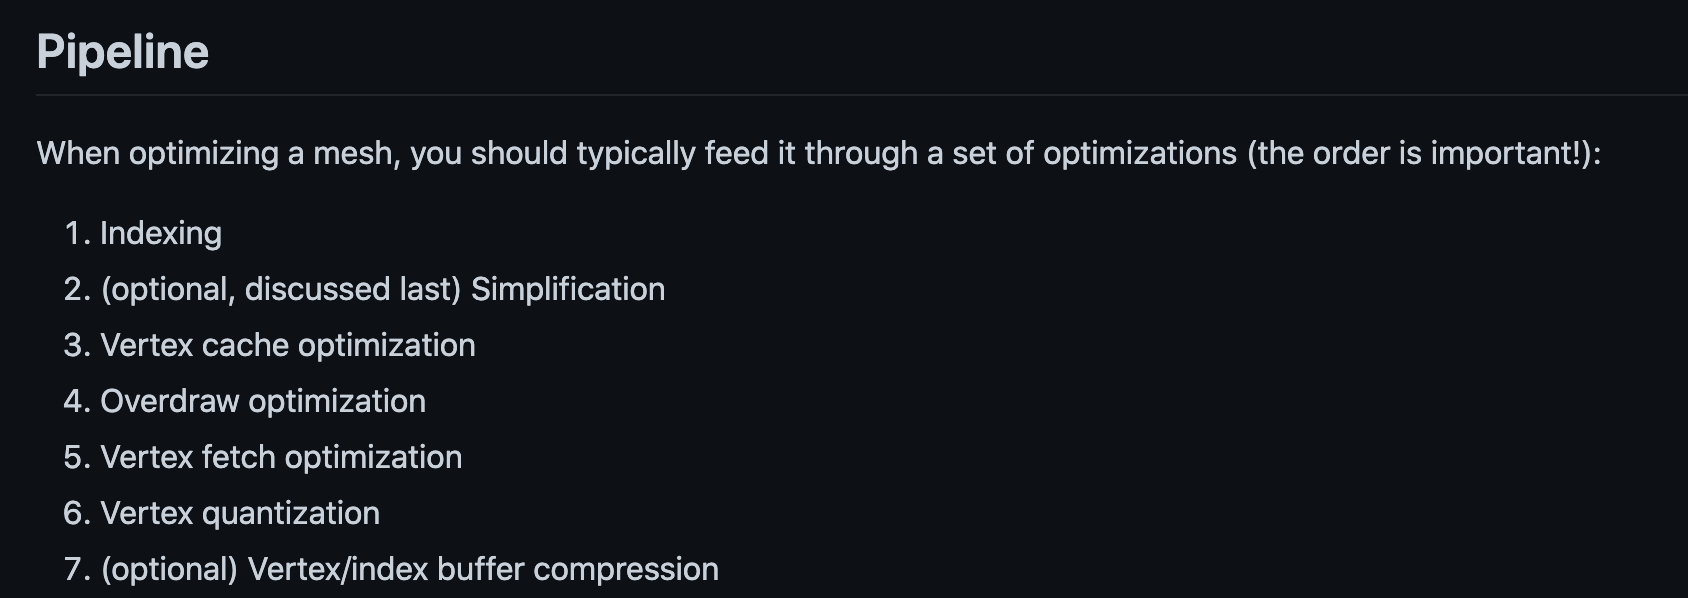 Pipeline
When optimizing a mesh, you should typically feed it through a set of optimizations (the order is important!):
1. Indexing
2. (optional, discussed last) Simplification
3. Vertex cache optimization
4. Overdraw optimization
5. Vertex fetch optimization
6. Vertex quantization
7. (optional) Vertex/index buffer compression